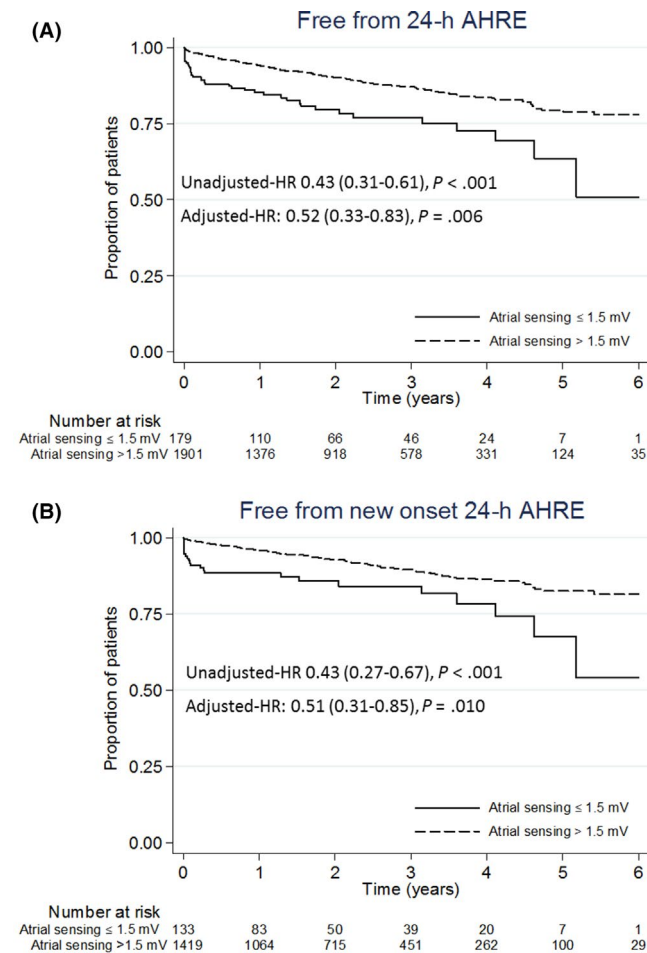 (A)
Free from 24-h AHRE
Proportion of patients
1.00
0.75
0.50
0.25
0.00
Unadjusted-HR 0.43 (0.31-0.61), P < .001
Adjusted-HR: 0.52 (0.33-0.83), P = .006
Atrial sensing ≤ 1.5 mV
Atrial sensing > 1.5 mV
0 1 2 3 4 5 6
Time (years)
Number at risk
Atrial sensing ≤ 1.5 mV 179 110 66 46 24 7 1
Atrial sensing >1.5 mV 1901 1376 918 578 331 124 35
(B)
Free from new onset 24-h AHRE
Proportion of patients
1.00
0.75
0.50
0.25
0.00
Unadjusted-HR 0.43 (0.27-0.67), P < .001
Adjusted-HR: 0.51 (0.31-0.85), P = .010
Atrial sensing ≤ 1.5 mV
Atrial sensing > 1.5 mV
0 1 2 3 4 5 6
Time (years)
Number at risk
Atrial sensing ≤ 1.5 mV 133 83 50 39 20 7 1
Atrial sensing >1.5 mV 1419 1064 715 451 262 100 29